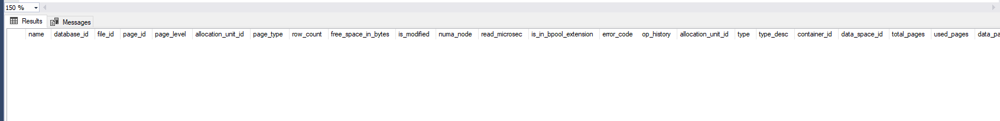 150 %
Results Messages
name database_id file_id page_id page_level allocation_unit_id page_type row_count free_space_in_bytes is_modified numa_node read_microsec is_in_bpool_extension error_code op_history allocation_unit_id type type_desc container_id data_space_id total_pages used_pages data_pa